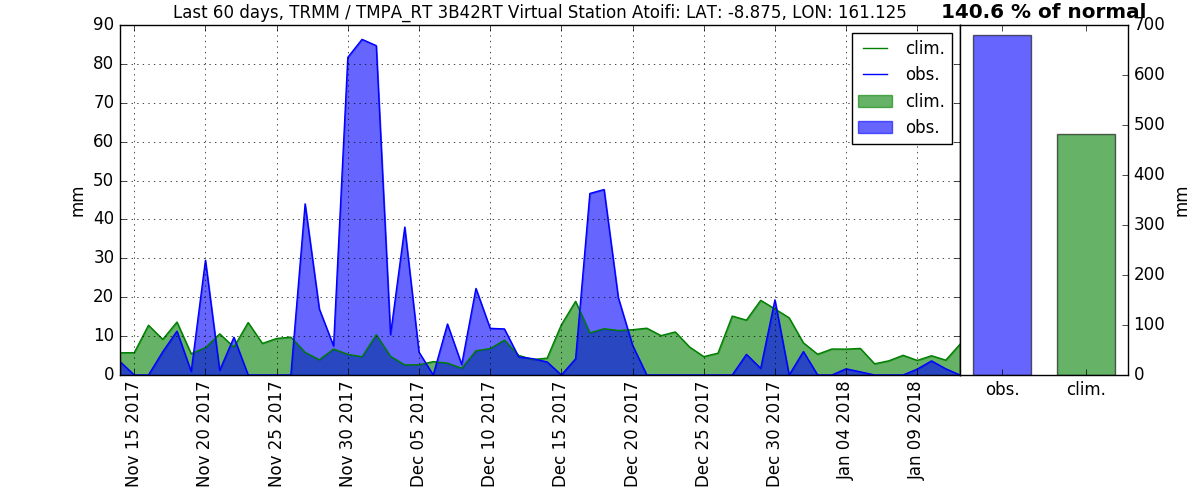 Last 60 days, TRMM / TMPA_RT 3B42RT Virtual Station Atoifi: LAT: -8.875, LON: 161.125
140.6 % of normal
90
80
70
60
50
40
30
20
10
0
mm
clim.
obs.
clim.
obs.
700
600
500
400
300
200
100
0
mm
obs.
clim.
Nov 15 2017
Nov 20 2017
Nov 25 2017
Nov 30 2017
Dec 05 2017
Dec 10 2017
Dec 15 2017
Dec 20 2017
Dec 25 2017
Dec 30 2017
Jan 04 2018
Jan 09 2018